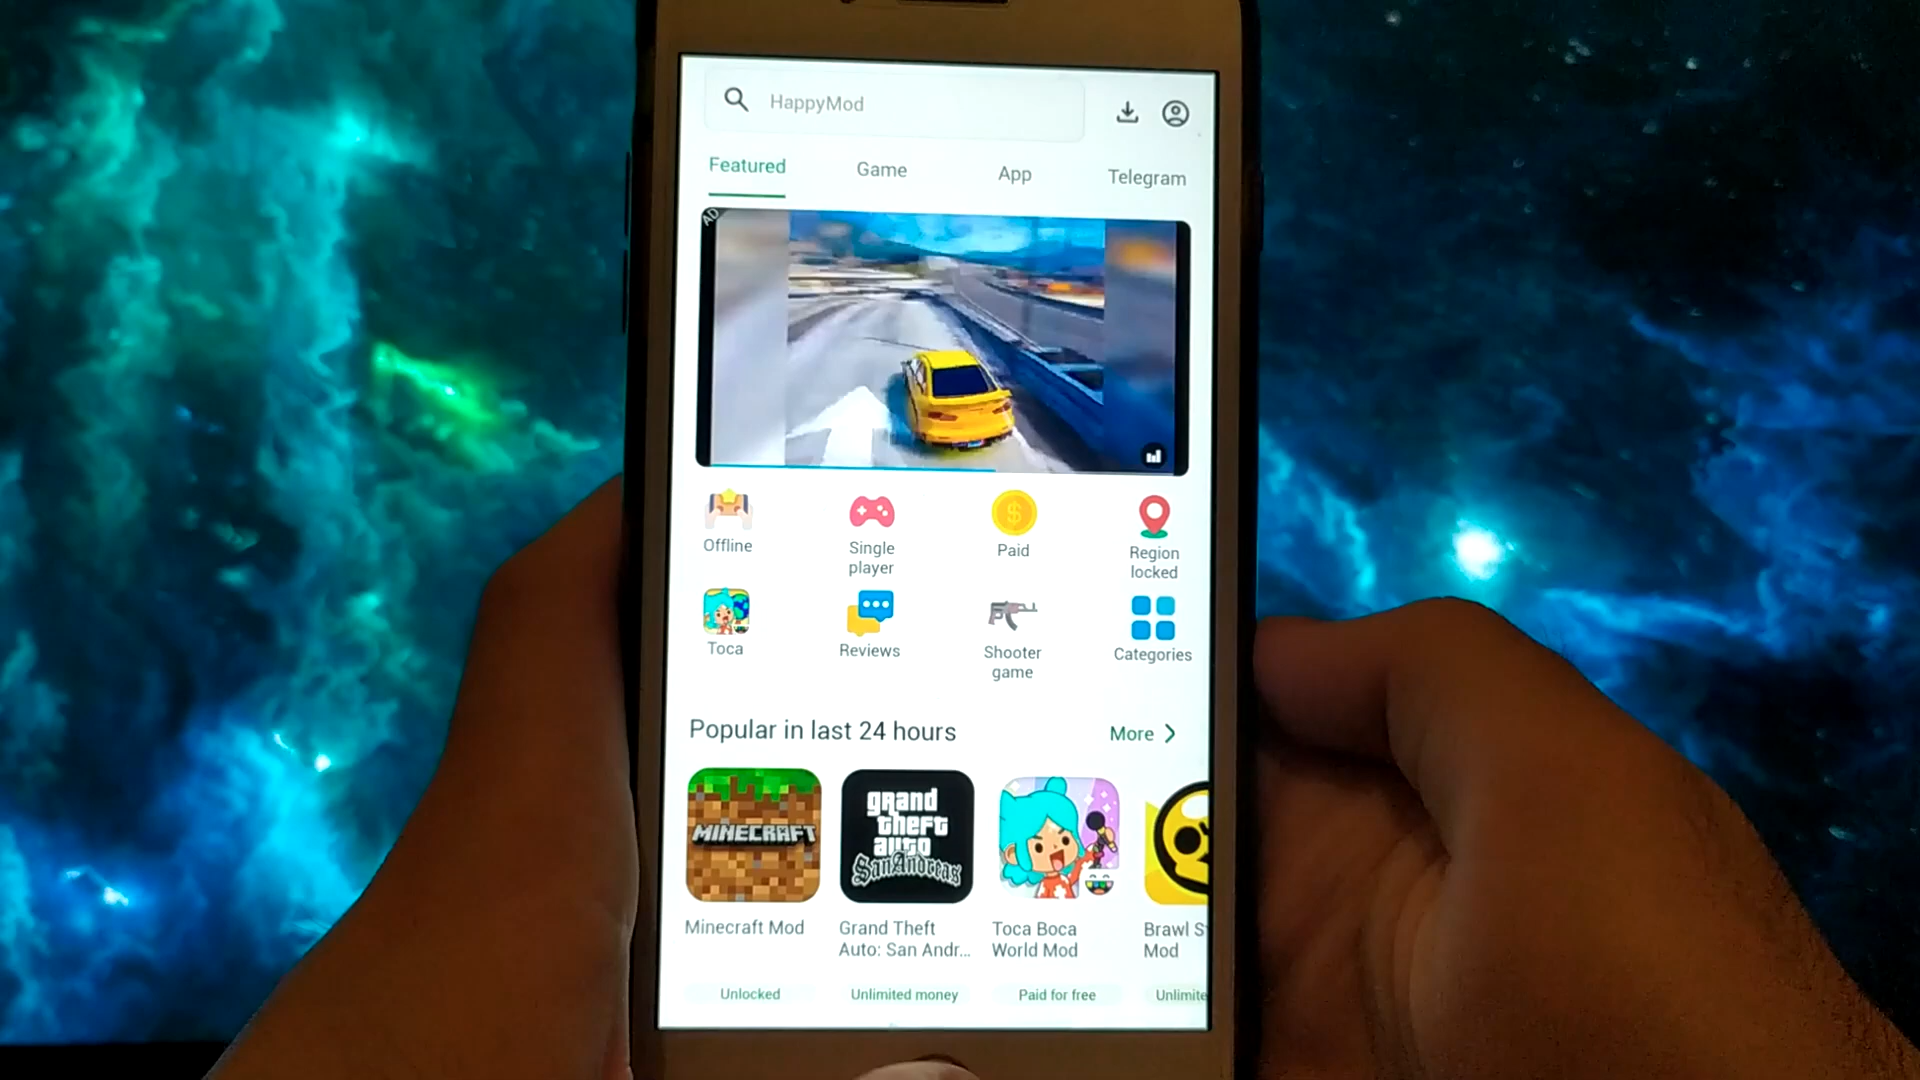 HappyMod
Featured
Game
App
Telegram
AD
Offline
Single
player
Paid
Region
locked
Toca
Reviews
Shooter
game
Categories
Popular in last 24 hours
More
MINECRAFT
grand
theft
auto
San Andreas
Minecraft Mod
Grand Theft
Auto: San Andr...
Toca Boca
World Mod
Brawl S
Mod
Unlocked
Unlimited money
Paid for free
Unlimite